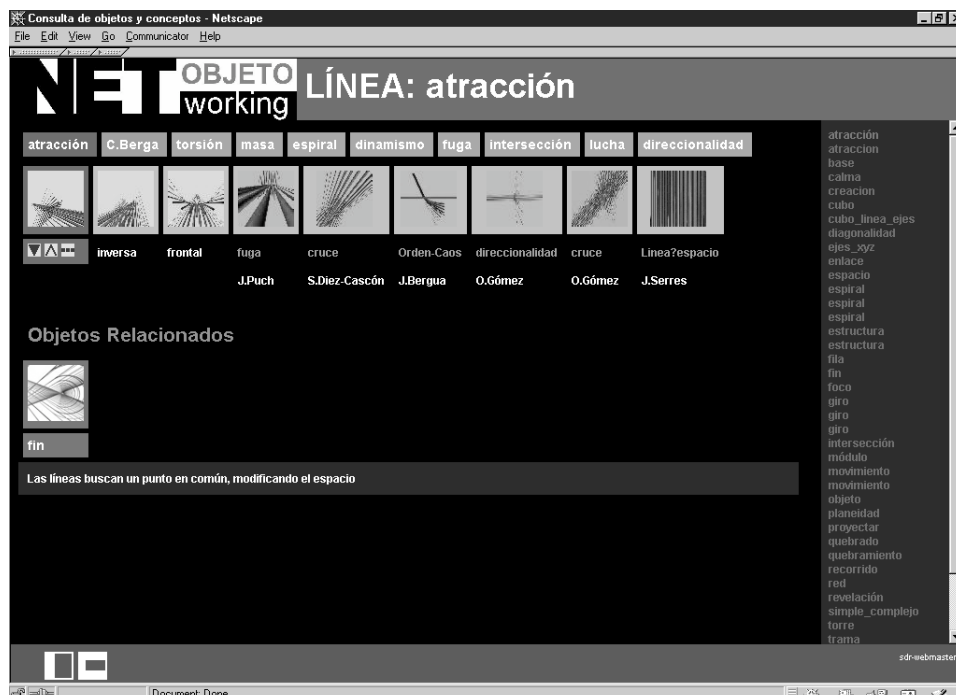 Consulta de objetos y conceptos - Netscape
File Edit View Go Communicator Help
NET OBJETO working LÍNEA: atracción
atracción C.Berga torsión masa espiral dinamismo fuga intersección lucha direccionalidad
inversa frontal fuga cruce Orden-Caos direccionalidad cruce Linea?espacio
J.Puch S.Diez-Cascón J.Bergua O.Gómez O.Gómez J.Serres
Objetos Relacionados
fin
Las líneas buscan un punto en común, modificando el espacio
atracción
atraccion
base
calma
creacion
cubo
cubo_linea_ejes
diagonalidad
ejes_xyz
enlace
espacio
espiral
espiral
espiral
estructura
estructura
fila
fin
foco
giro
giro
giro
intersección
módulo
movimiento
movimiento
objeto
planeidad
proyectar
quebrado
quebramiento
recorrido
red
revelación
simple_complejo
torre
trama
sdr-webmaster
Document: Done